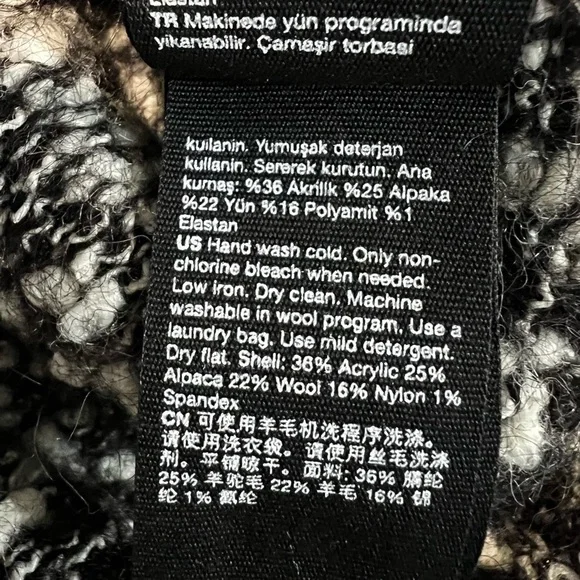 Elastan
TR Makinede yün programinda
yikanabilir. Çamaşir torbasi
kullanin. Yumuşak deterjan
kullanin. Sererek kurutun. Ana
kumaş: %36 Akrilik %25 Alpaka
%22 Yün %16 Polyamit %1
Elastan
US Hand wash cold. Only non-
chlorine bleach when needed.
Low iron. Dry clean. Machine
washable in wool program. Use a
laundry bag. Use mild detergent.
Dry flat. Shell: 36% Acrylic 25%
Alpaca 22% Wool 16% Nylon 1%
Spandex
CN 可使用羊毛机洗程序洗涤。
请使用洗衣袋。请使用丝毛洗涤
剂。平铺晾干。面料: 36% 腈纶
25% 羊驼毛 22% 羊毛 16% 锦
纶 1% 氨纶